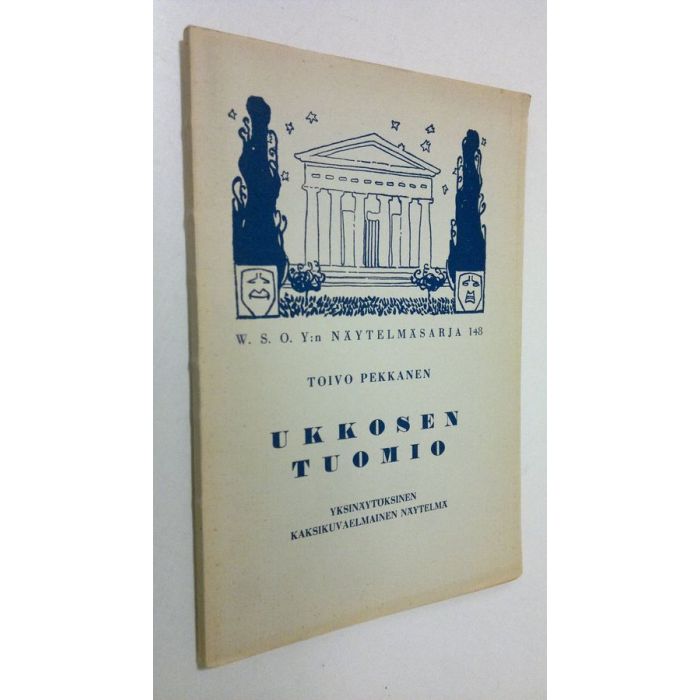 W. S. O. Y:n NÄYTELMÄSARJA 148
TOIVO PEKKANEN
UKKOSEN
TUOMIO
YKSINÄYTÖKSINEN
KAKSIKUVAELMAINEN NÄYTELMÄ